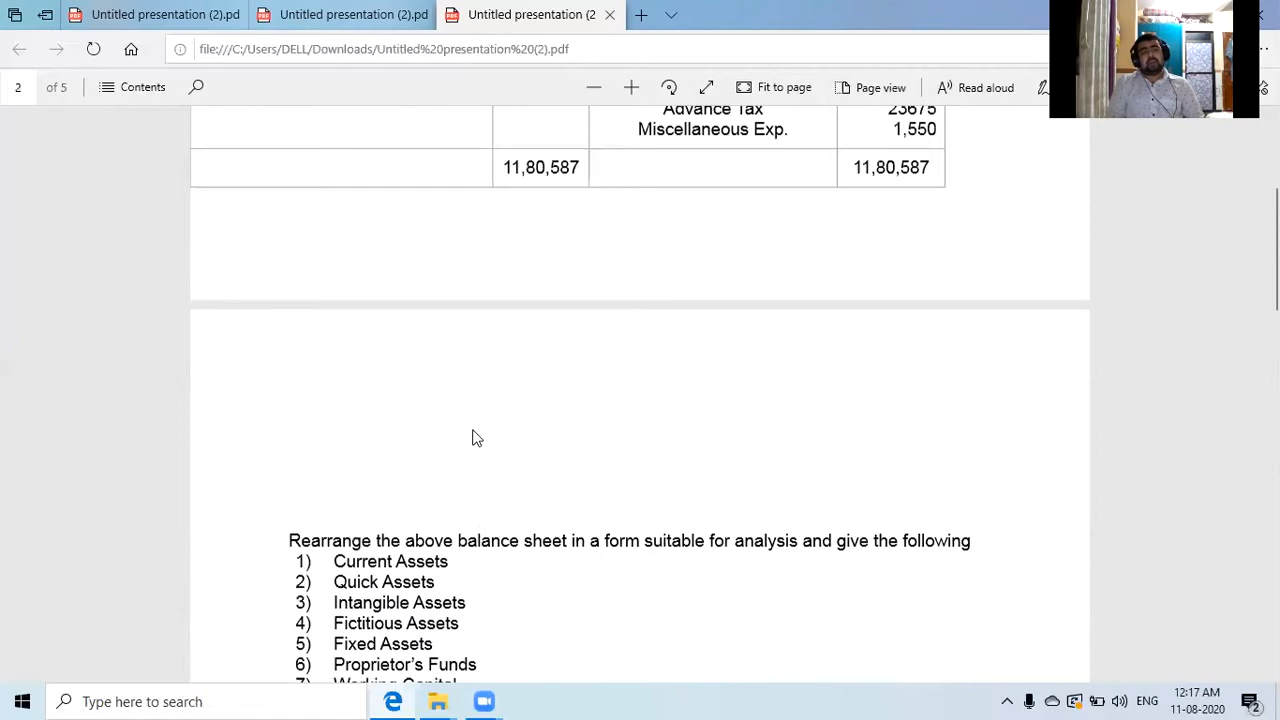 Untitled presentation (2).pd
Untitled presentation (2).pd
Untitled presentation (2
file:///C:/Users/DELL/Downloads/Untitled%20presentation%20(2).pdf
2 of 5
Contents
Fit to page
Page view
Read aloud
Advance Tax 23675
Miscellaneous Exp. 1,550
11,80,587 11,80,587
Rearrange the above balance sheet in a form suitable for analysis and give the following
1) Current Assets
2) Quick Assets
3) Intangible Assets
4) Fictitious Assets
5) Fixed Assets
6) Proprietor's Funds
7) Working Capital
Type here to search
ENG
12:17 AM
11-08-2020
2